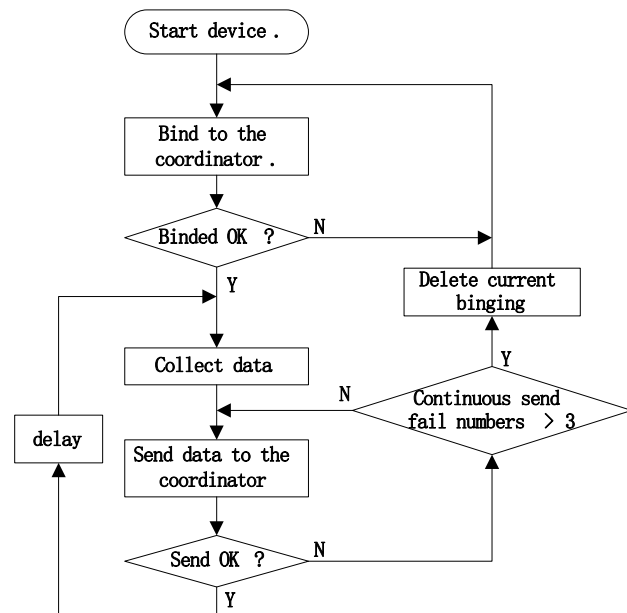 Start device .
Bind to the
coordinator .
Binded OK ?
N
Y
Delete current
binging
Collect data
Y
N
Continuous send
fail numbers > 3
delay
Send data to the
coordinator
Send OK ?
N
Y